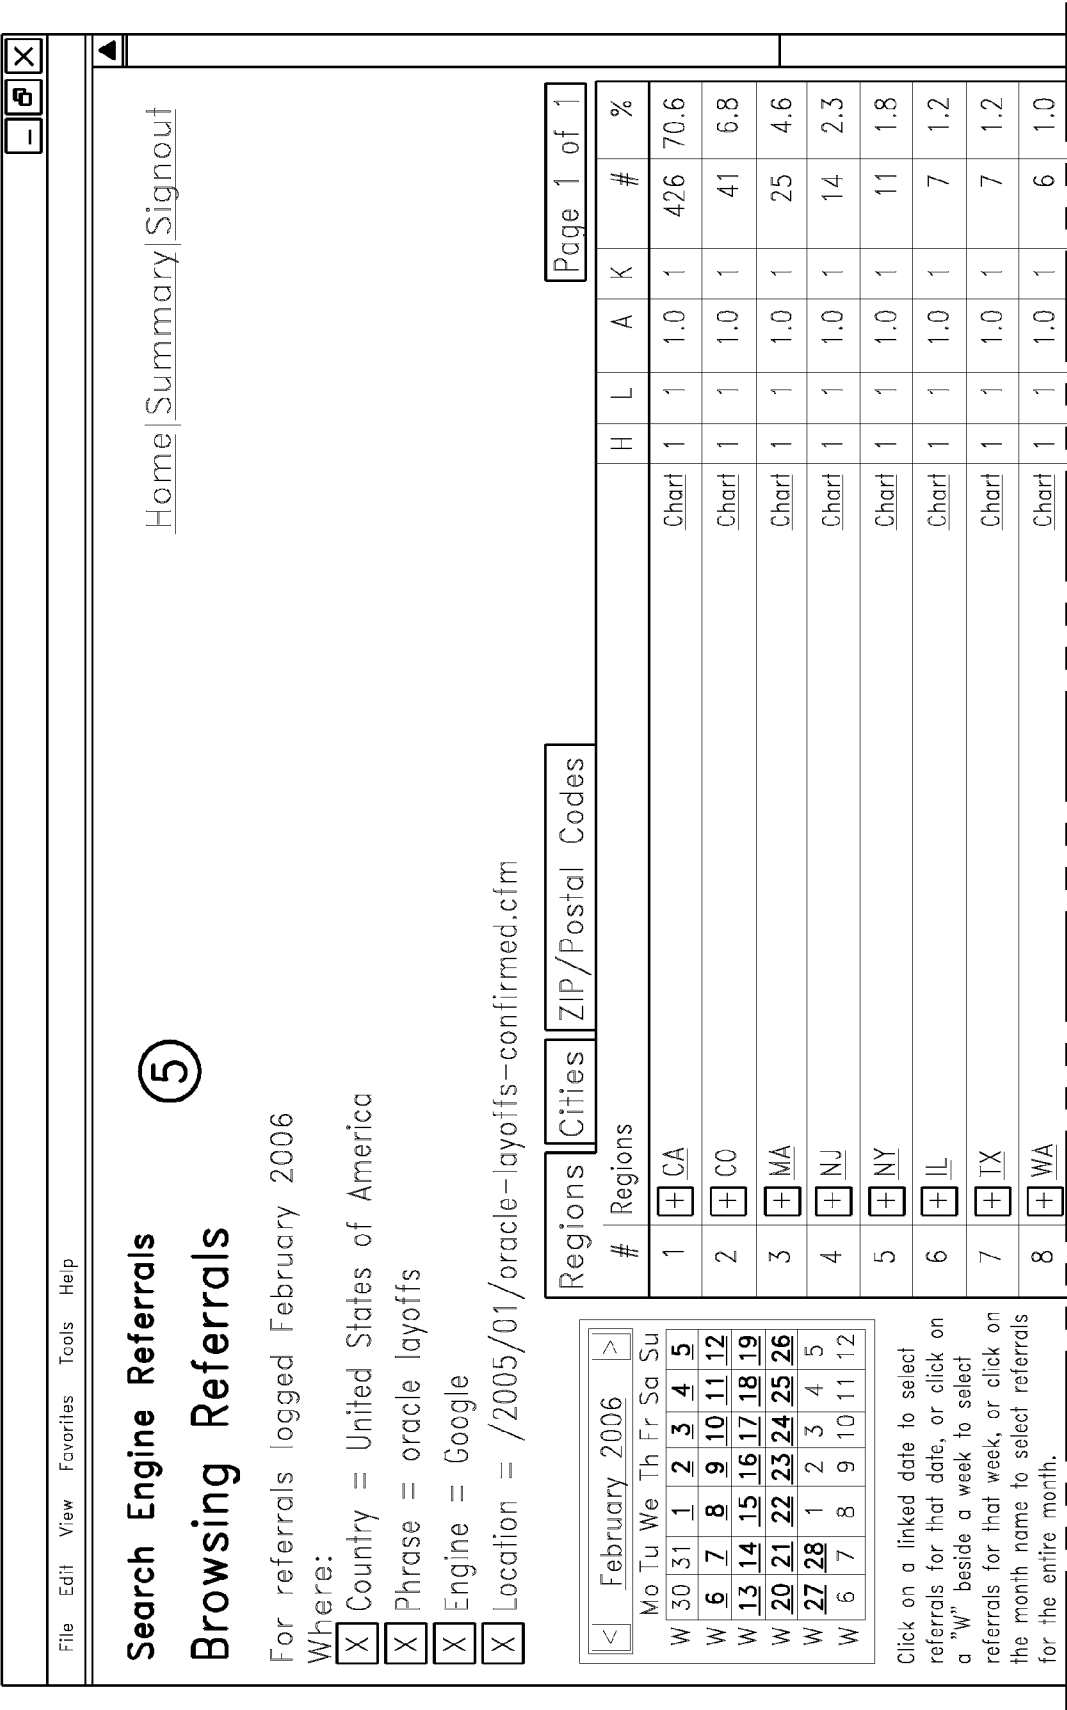 File Edit View Favorites Tools Help
Search Engine Referrals
5
Home|Summary|Signout
Browsing Referrals
For referrals logged February 2006
Where:
X Country = United States of America
X Phrase = oracle layoffs
X Engine = Google
X Location = /2005/01/oracle-layoffs-confirmed.cfm
< February 2006 >
Mo Tu We Th Fr Sa Su
W 30 31 1 2 3 4 5
W 6 7 8 9 10 11 12
W 13 14 15 16 17 18 19
W 20 21 22 23 24 25 26
W 27 28 1 2 3 4 5
W 6 7 8 9 10 11 12
Click on a linked date to select
referrals for that date, or click on
a "W" beside a week to select
referrals for that week, or click on
the month name to select referrals
for the entire month.
Regions Cities ZIP/Postal Codes Page 1 of 1
# Regions H L A K # %
1 + CA Chart 1 1 1.0 1 426 70.6
2 + CO Chart 1 1 1.0 1 41 6.8
3 + MA Chart 1 1 1.0 1 25 4.6
4 + NJ Chart 1 1 1.0 1 14 2.3
5 + NY Chart 1 1 1.0 1 11 1.8
6 + IL Chart 1 1 1.0 1 7 1.2
7 + TX Chart 1 1 1.0 1 7 1.2
8 + WA Chart 1 1 1.0 1 6 1.0